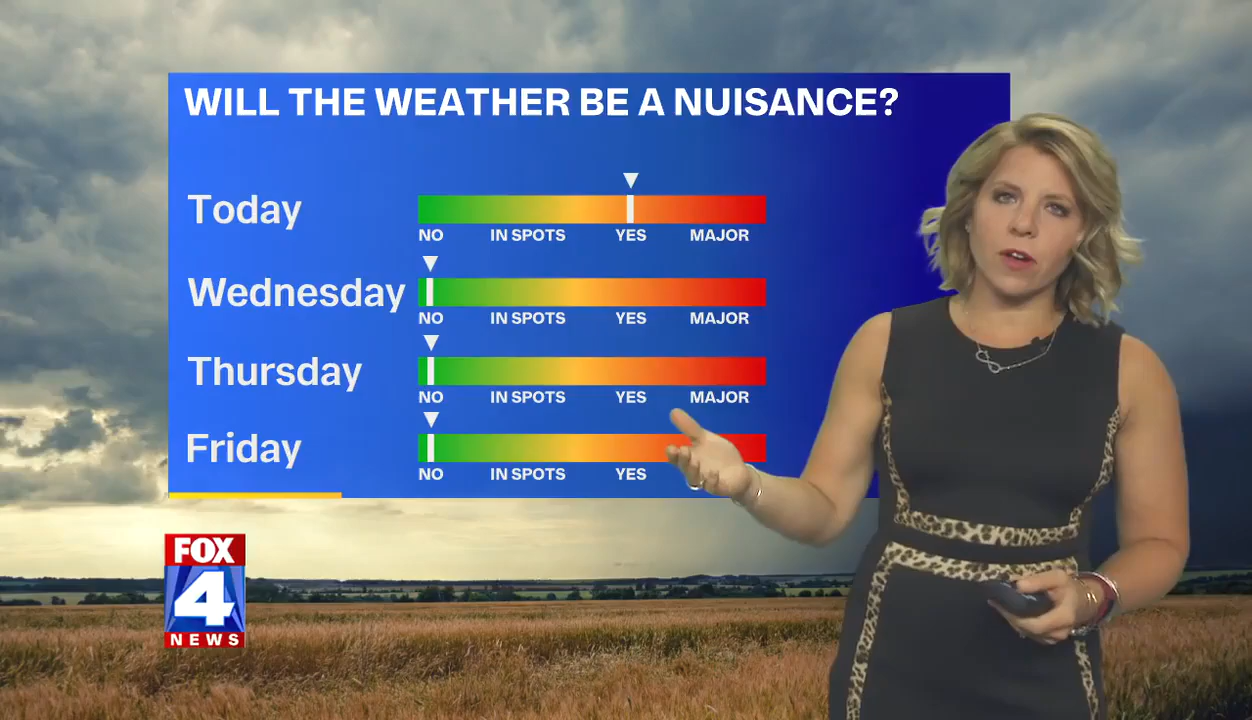 WILL THE WEATHER BE A NUISANCE?
Today
NO IN SPOTS YES MAJOR
Wednesday
NO IN SPOTS YES MAJOR
Thursday
NO IN SPOTS YES MAJOR
Friday
NO IN SPOTS YES
FOX
4
NEWS